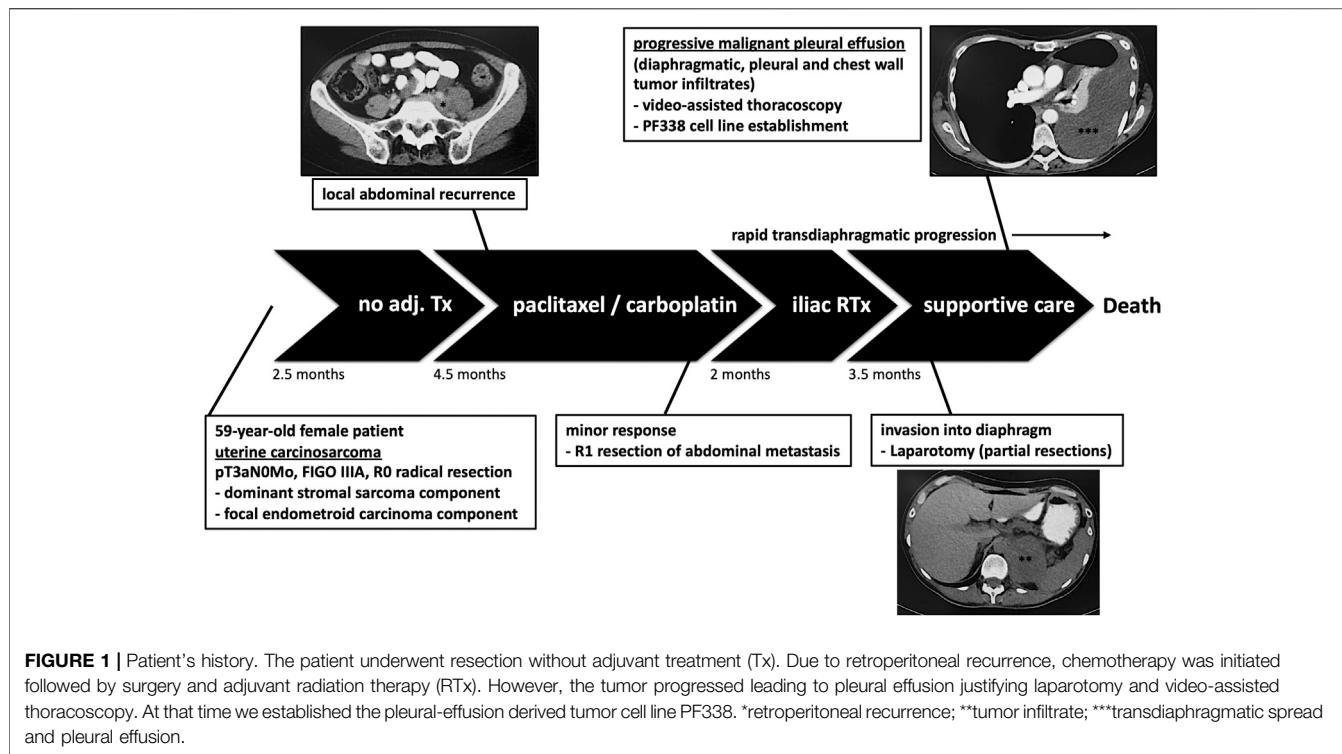 progressive malignant pleural effusion
(diaphragmatic, pleural and chest wall
tumor infiltrates)
- video-assisted thoracoscopy
- PF338 cell line establishment
*
***
local abdominal recurrence
rapid transdiaphragmatic progression
no adj. Tx
paclitaxel / carboplatin
iliac RTx
supportive care
Death
2.5 months
4.5 months
2 months
3.5 months
59-year-old female patient
uterine carcinosarcoma
pT3aN0Mo, FIGO IIIA, R0 radical resection
- dominant stromal sarcoma component
- focal endometroid carcinoma component
minor response
- R1 resection of abdominal metastasis
invasion into diaphragm
- Laparotomy (partial resections)
**
FIGURE 1 | Patient's history. The patient underwent resection without adjuvant treatment (Tx). Due to retroperitoneal recurrence, chemotherapy was initiated
followed by surgery and adjuvant radiation therapy (RTx). However, the tumor progressed leading to pleural effusion justifying laparotomy and video-assisted
thoracoscopy. At that time we established the pleural-effusion derived tumor cell line PF338. *retroperitoneal recurrence; **tumor infiltrate; ***transdiaphragmatic spread
and pleural effusion.